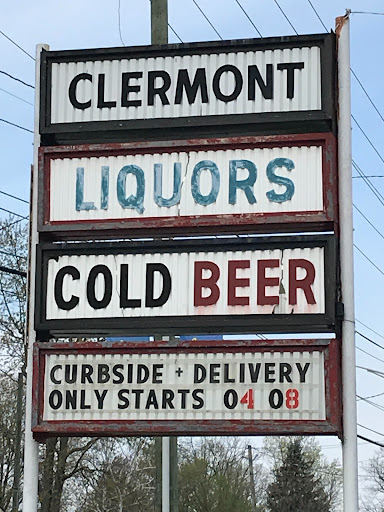 CLERMONT
LIQUORS
COLD BEER
CURBSIDE + DELIVERY
ONLY STARTS 04 08